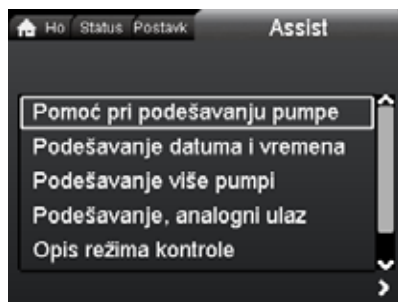 Ho Status Postavk Assist
Pomoć pri podešavanju pumpe
Podešavanje datuma i vremena
Podešavanje više pumpi
Podešavanje, analogni ulaz
Opis režima kontrole